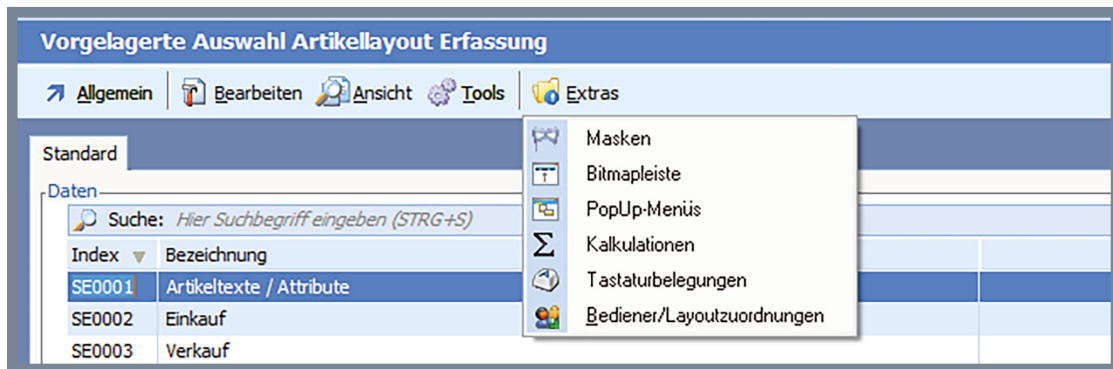 Vorgelagerte Auswahl Artikellayout Erfassung
Allgemein Bearbeiten Ansicht Tools Extras
Masken
Bitmapleiste
PopUp-Menüs
Kalkulationen
Tastaturbelegungen
Bediener/Layoutzuordnungen
Standard
Daten
Suche: Hier Suchbegriff eingeben (STRG+S)
Index Bezeichnung
SE0001 Artikeltexte / Attribute
SE0002 Einkauf
SE0003 Verkauf